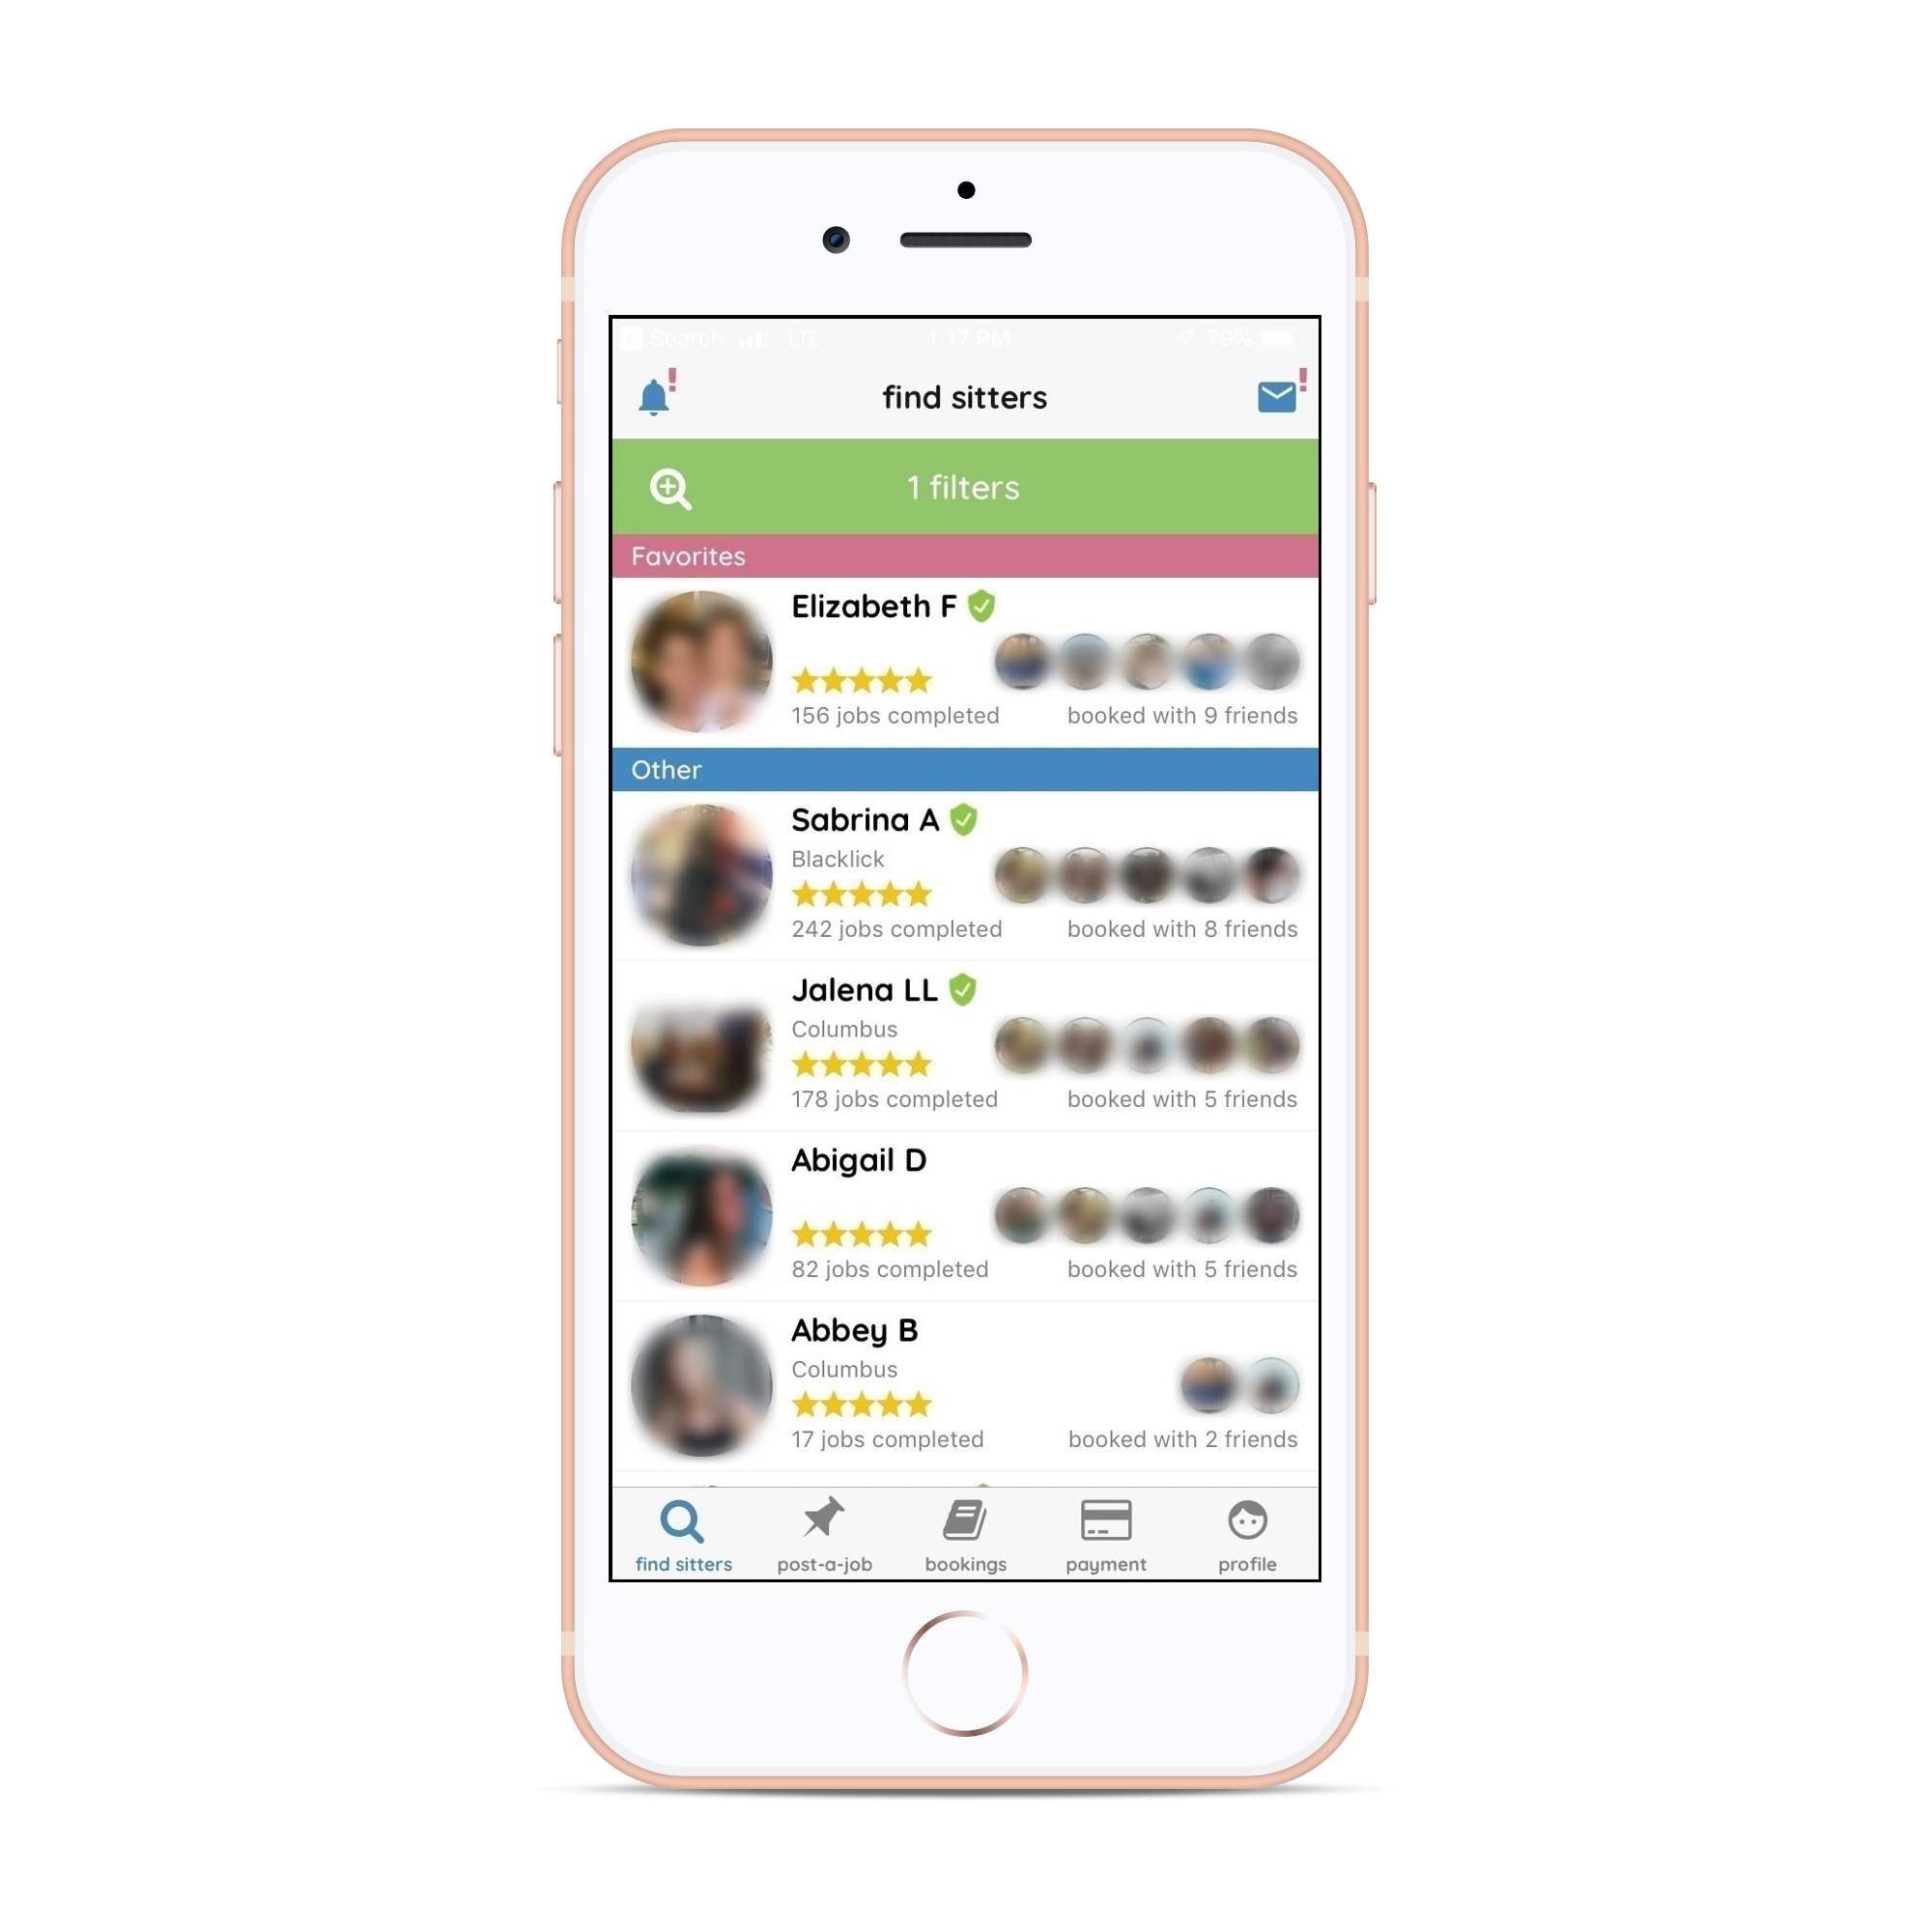 Search LTE 1:17 PM 79%
find sitters
1 filters
Favorites
Elizabeth F
156 jobs completed booked with 9 friends
Other
Sabrina A
Blacklick
242 jobs completed booked with 8 friends
Jalena LL
Columbus
178 jobs completed booked with 5 friends
Abigail D
82 jobs completed booked with 5 friends
Abbey B
Columbus
17 jobs completed booked with 2 friends
find sitters post-a-job bookings payment profile